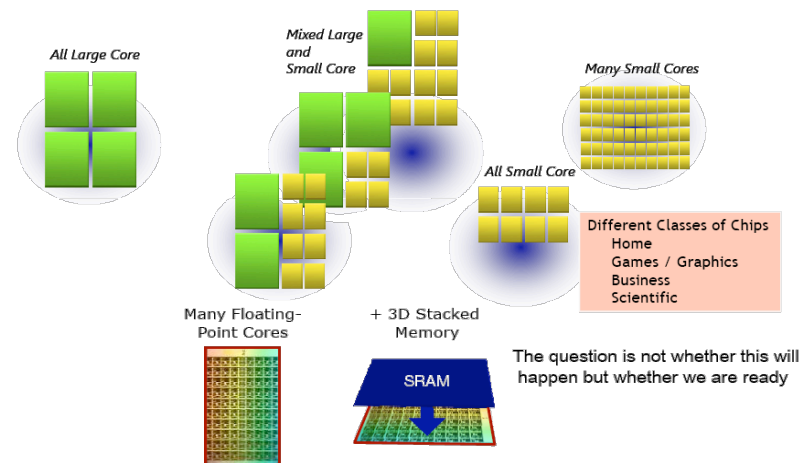 All Large Core
Mixed Large
and
Small Core
Many Small Cores
All Small Core
Different Classes of Chips
Home
Games / Graphics
Business
Scientific
Many Floating-
Point Cores
+ 3D Stacked
Memory
SRAM
The question is not whether this will
happen but whether we are ready